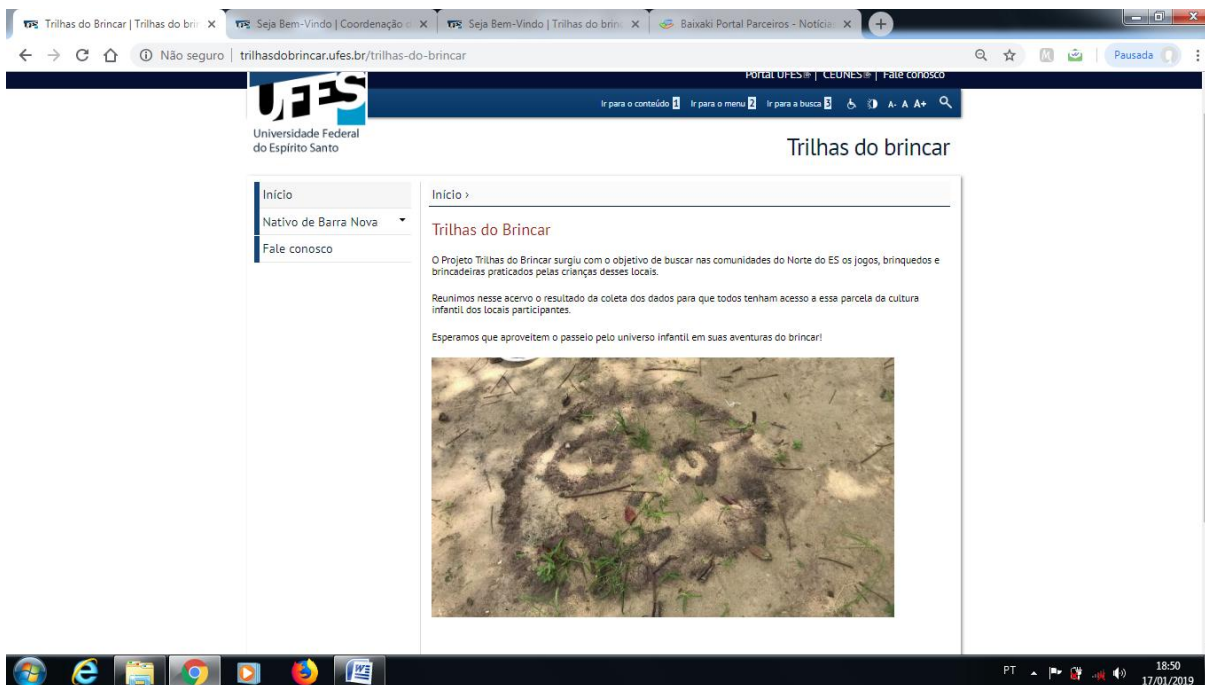 Trilhas do Brincar | Trilhas do brin
Seja Bem-Vindo | Coordenação d
Seja Bem-Vindo | Trilhas do brinc
Baixaki Portal Parceiros - Notícia
Não seguro | trilhasdobrincar.ufes.br/trilhas-do-brincar
Pausada
Portal UFES | CEUNES | Fale conosco
UFES
Ir para o conteúdo 1 Ir para o menu 2 Ir para a busca 3 A- A A+
Universidade Federal
do Espírito Santo
Trilhas do brincar
Início
Nativo de Barra Nova
Fale conosco
Início ›
Trilhas do Brincar
O Projeto Trilhas do Brincar surgiu com o objetivo de buscar nas comunidades do Norte do ES os jogos, brinquedos e
brincadeiras praticados pelas crianças desses locais.
Reunimos nesse acervo o resultado da coleta dos dados para que todos tenham acesso a essa parcela da cultura
infantil dos locais participantes.
Esperamos que aproveitem o passeio pelo universo infantil em suas aventuras do brincar!
PT
18:50
17/01/2019